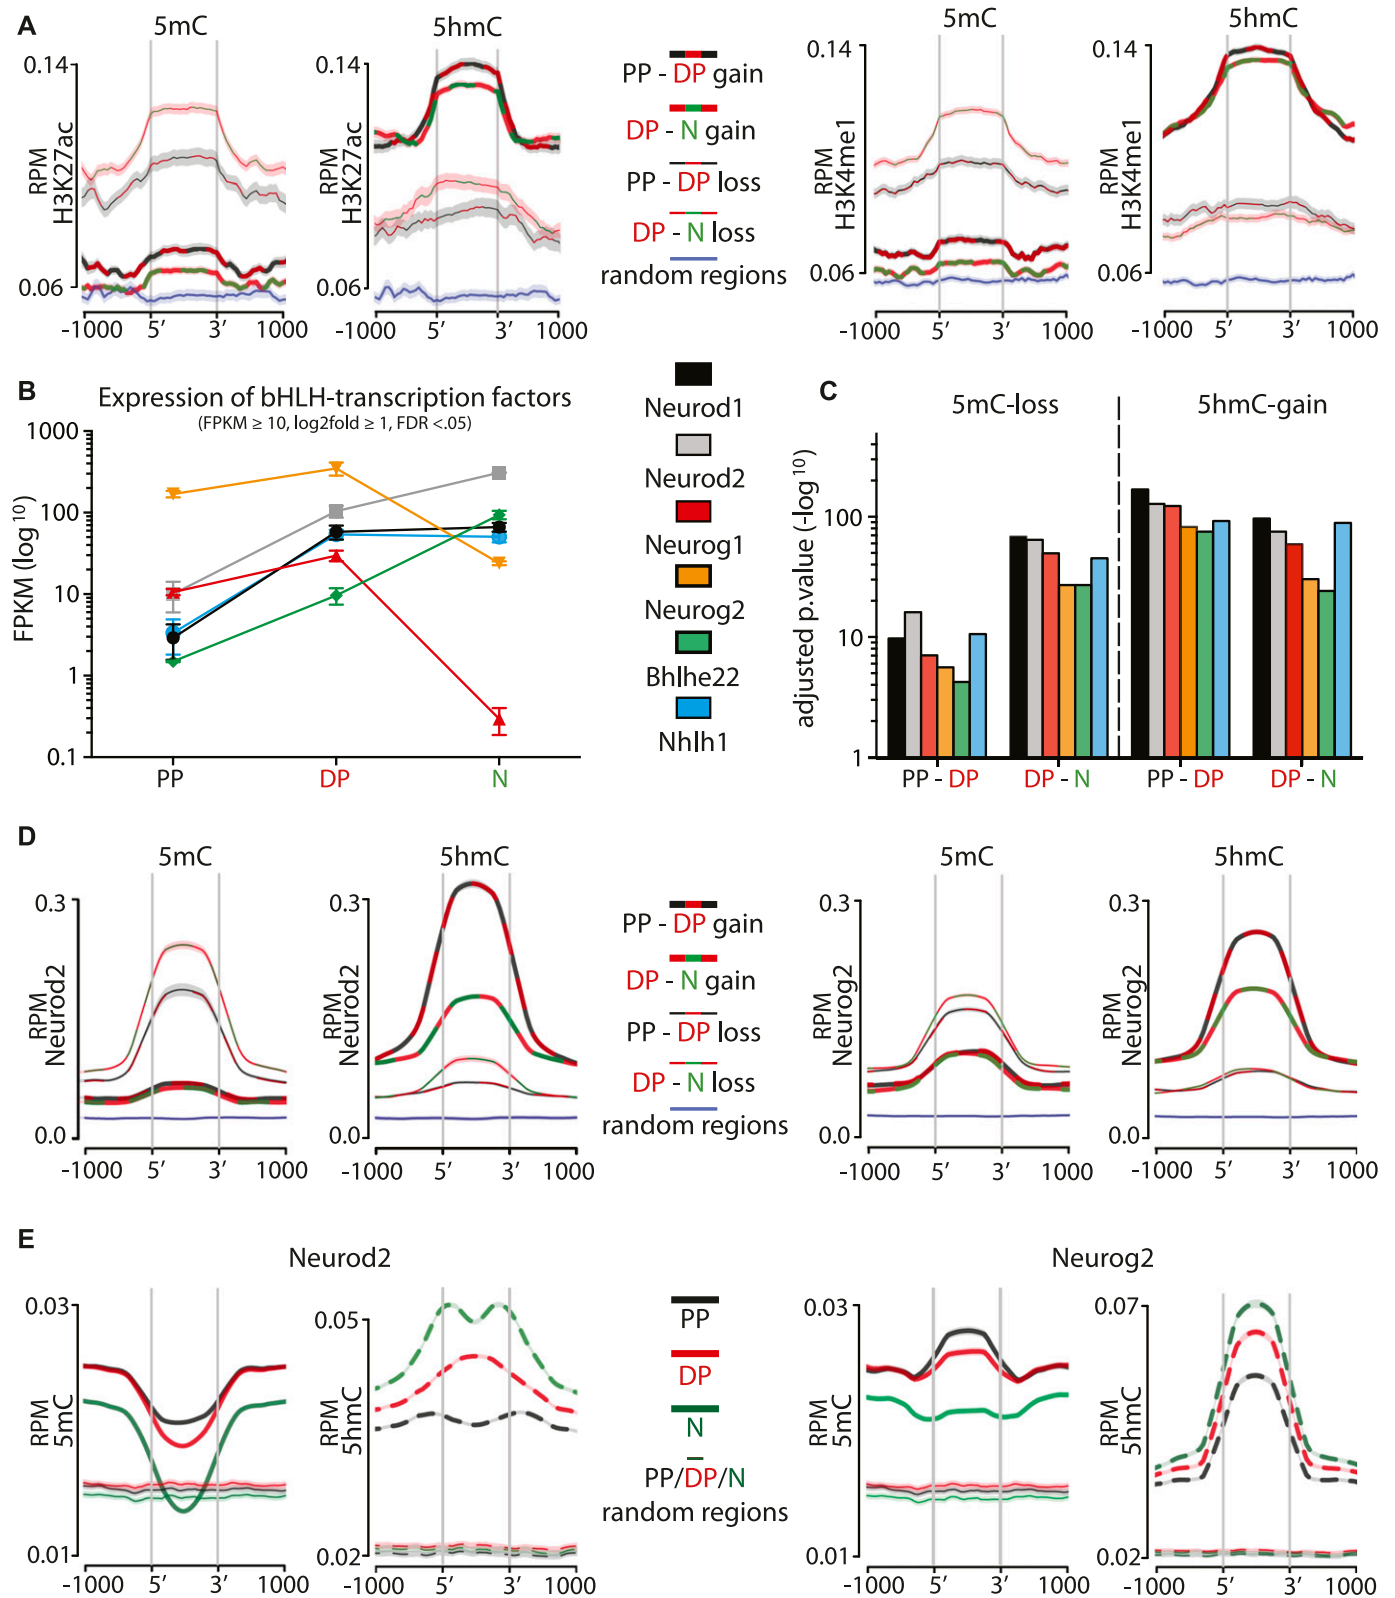 A
5mC
5hmC
RPM
H3K27ac
0.14
0.06
-1000 5′ 3′ 1000
RPM
H3K27ac
0.14
0.06
-1000 5′ 3′ 1000
PP - DP gain
DP - N gain
PP - DP loss
DP - N loss
random regions
5mC
5hmC
RPM
H3K4me1
0.14
0.06
-1000 5′ 3′ 1000
RPM
H3K4me1
0.14
0.06
-1000 5′ 3′ 1000
B
Expression of bHLH-transcription factors
(FPKM ≥ 10, log2fold ≥ 1, FDR <.05)
FPKM (log 10)
1000
100
10
1
0.1
PP DP N
Neurod1
Neurod2
Neurog1
Neurog2
Bhlhe22
Nhlh1
C
5mC-loss
5hmC-gain
adjusted p.value (-log 10)
100
10
1
PP - DP DP - N PP - DP DP - N
D
5mC
5hmC
RPM
Neurod2
0.3
0.0
-1000 5′ 3′ 1000
RPM
Neurod2
0.3
0.0
-1000 5′ 3′ 1000
PP - DP gain
DP - N gain
PP - DP loss
DP - N loss
random regions
5mC
5hmC
RPM
Neurog2
0.3
0.0
-1000 5′ 3′ 1000
RPM
Neurog2
0.3
0.0
-1000 5′ 3′ 1000
E
Neurod2
RPM
5mC
0.03
0.01
-1000 5′ 3′ 1000
RPM
5hmC
0.05
0.02
-1000 5′ 3′ 1000
PP
DP
N
PP/DP/N
random regions
Neurog2
RPM
5mC
0.03
0.01
-1000 5′ 3′ 1000
RPM
5hmC
0.07
0.02
-1000 5′ 3′ 1000